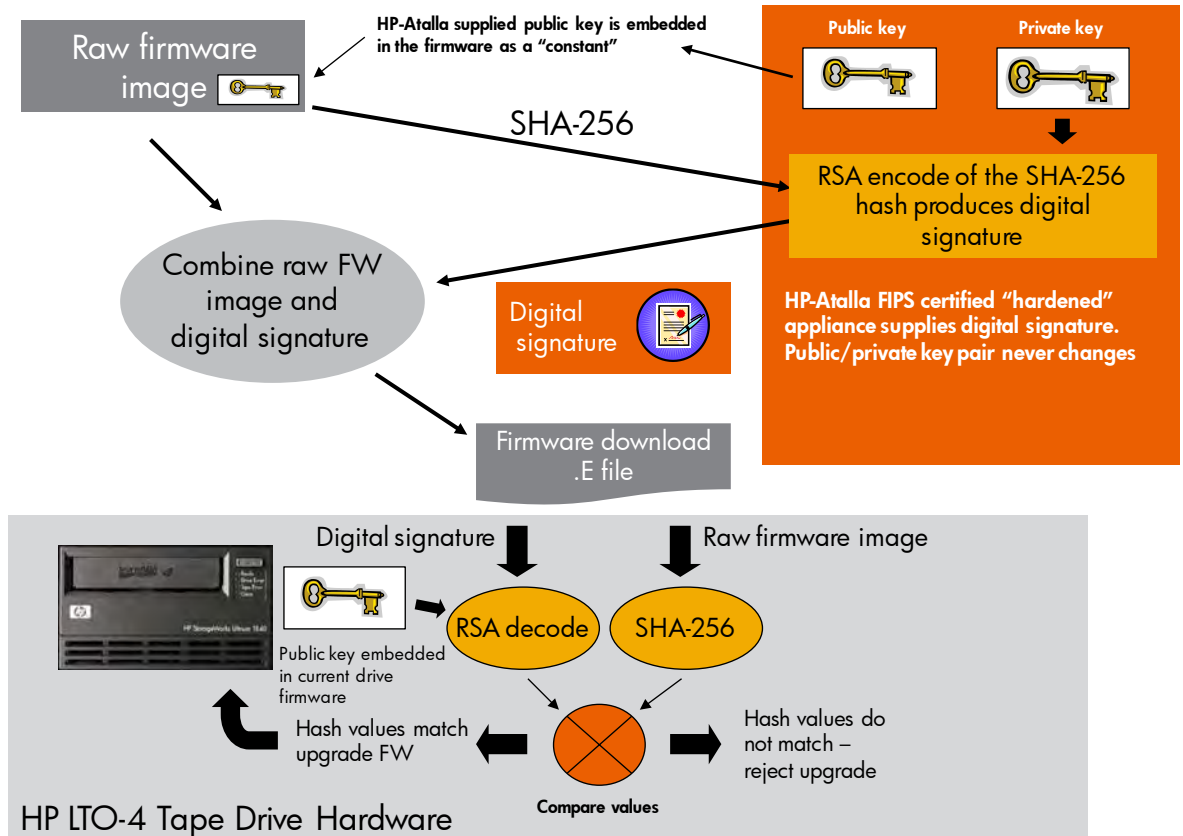 Raw firmware
image
HP-Atalla supplied public key is embedded
in the firmware as a “constant”
Public key
Private key
SHA-256
RSA encode of the SHA-256
hash produces digital
signature
Combine raw FW
image and
digital signature
Digital
signature
HP-Atalla FIPS certified “hardened”
appliance supplies digital signature.
Public/private key pair never changes
Firmware download
.E file
Digital signature
Raw firmware image
RSA decode
SHA-256
Public key embedded
in current drive
firmware
Hash values match
upgrade FW
Hash values do
not match –
reject upgrade
Compare values
HP LTO-4 Tape Drive Hardware